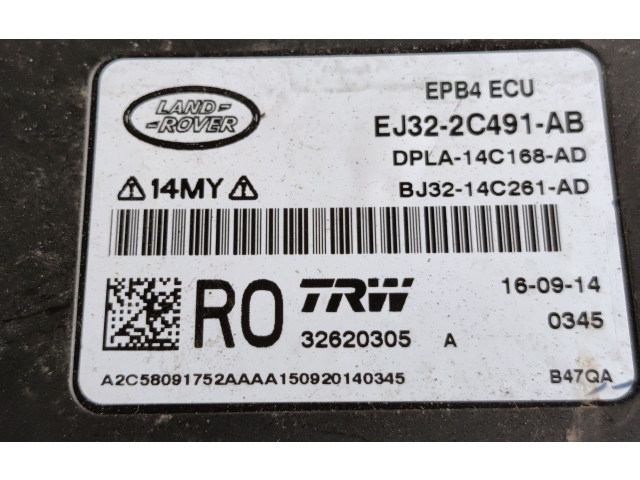 LAND-
-ROVER
EPB4 ECU
EJ32-2C491-AB
DPLA-14C168-AD
14MY
BJ32-14C261-AD
RO
TRW
16-09-14
32620305 A
0345
A2C58091752AAAA150920140345
B47QA